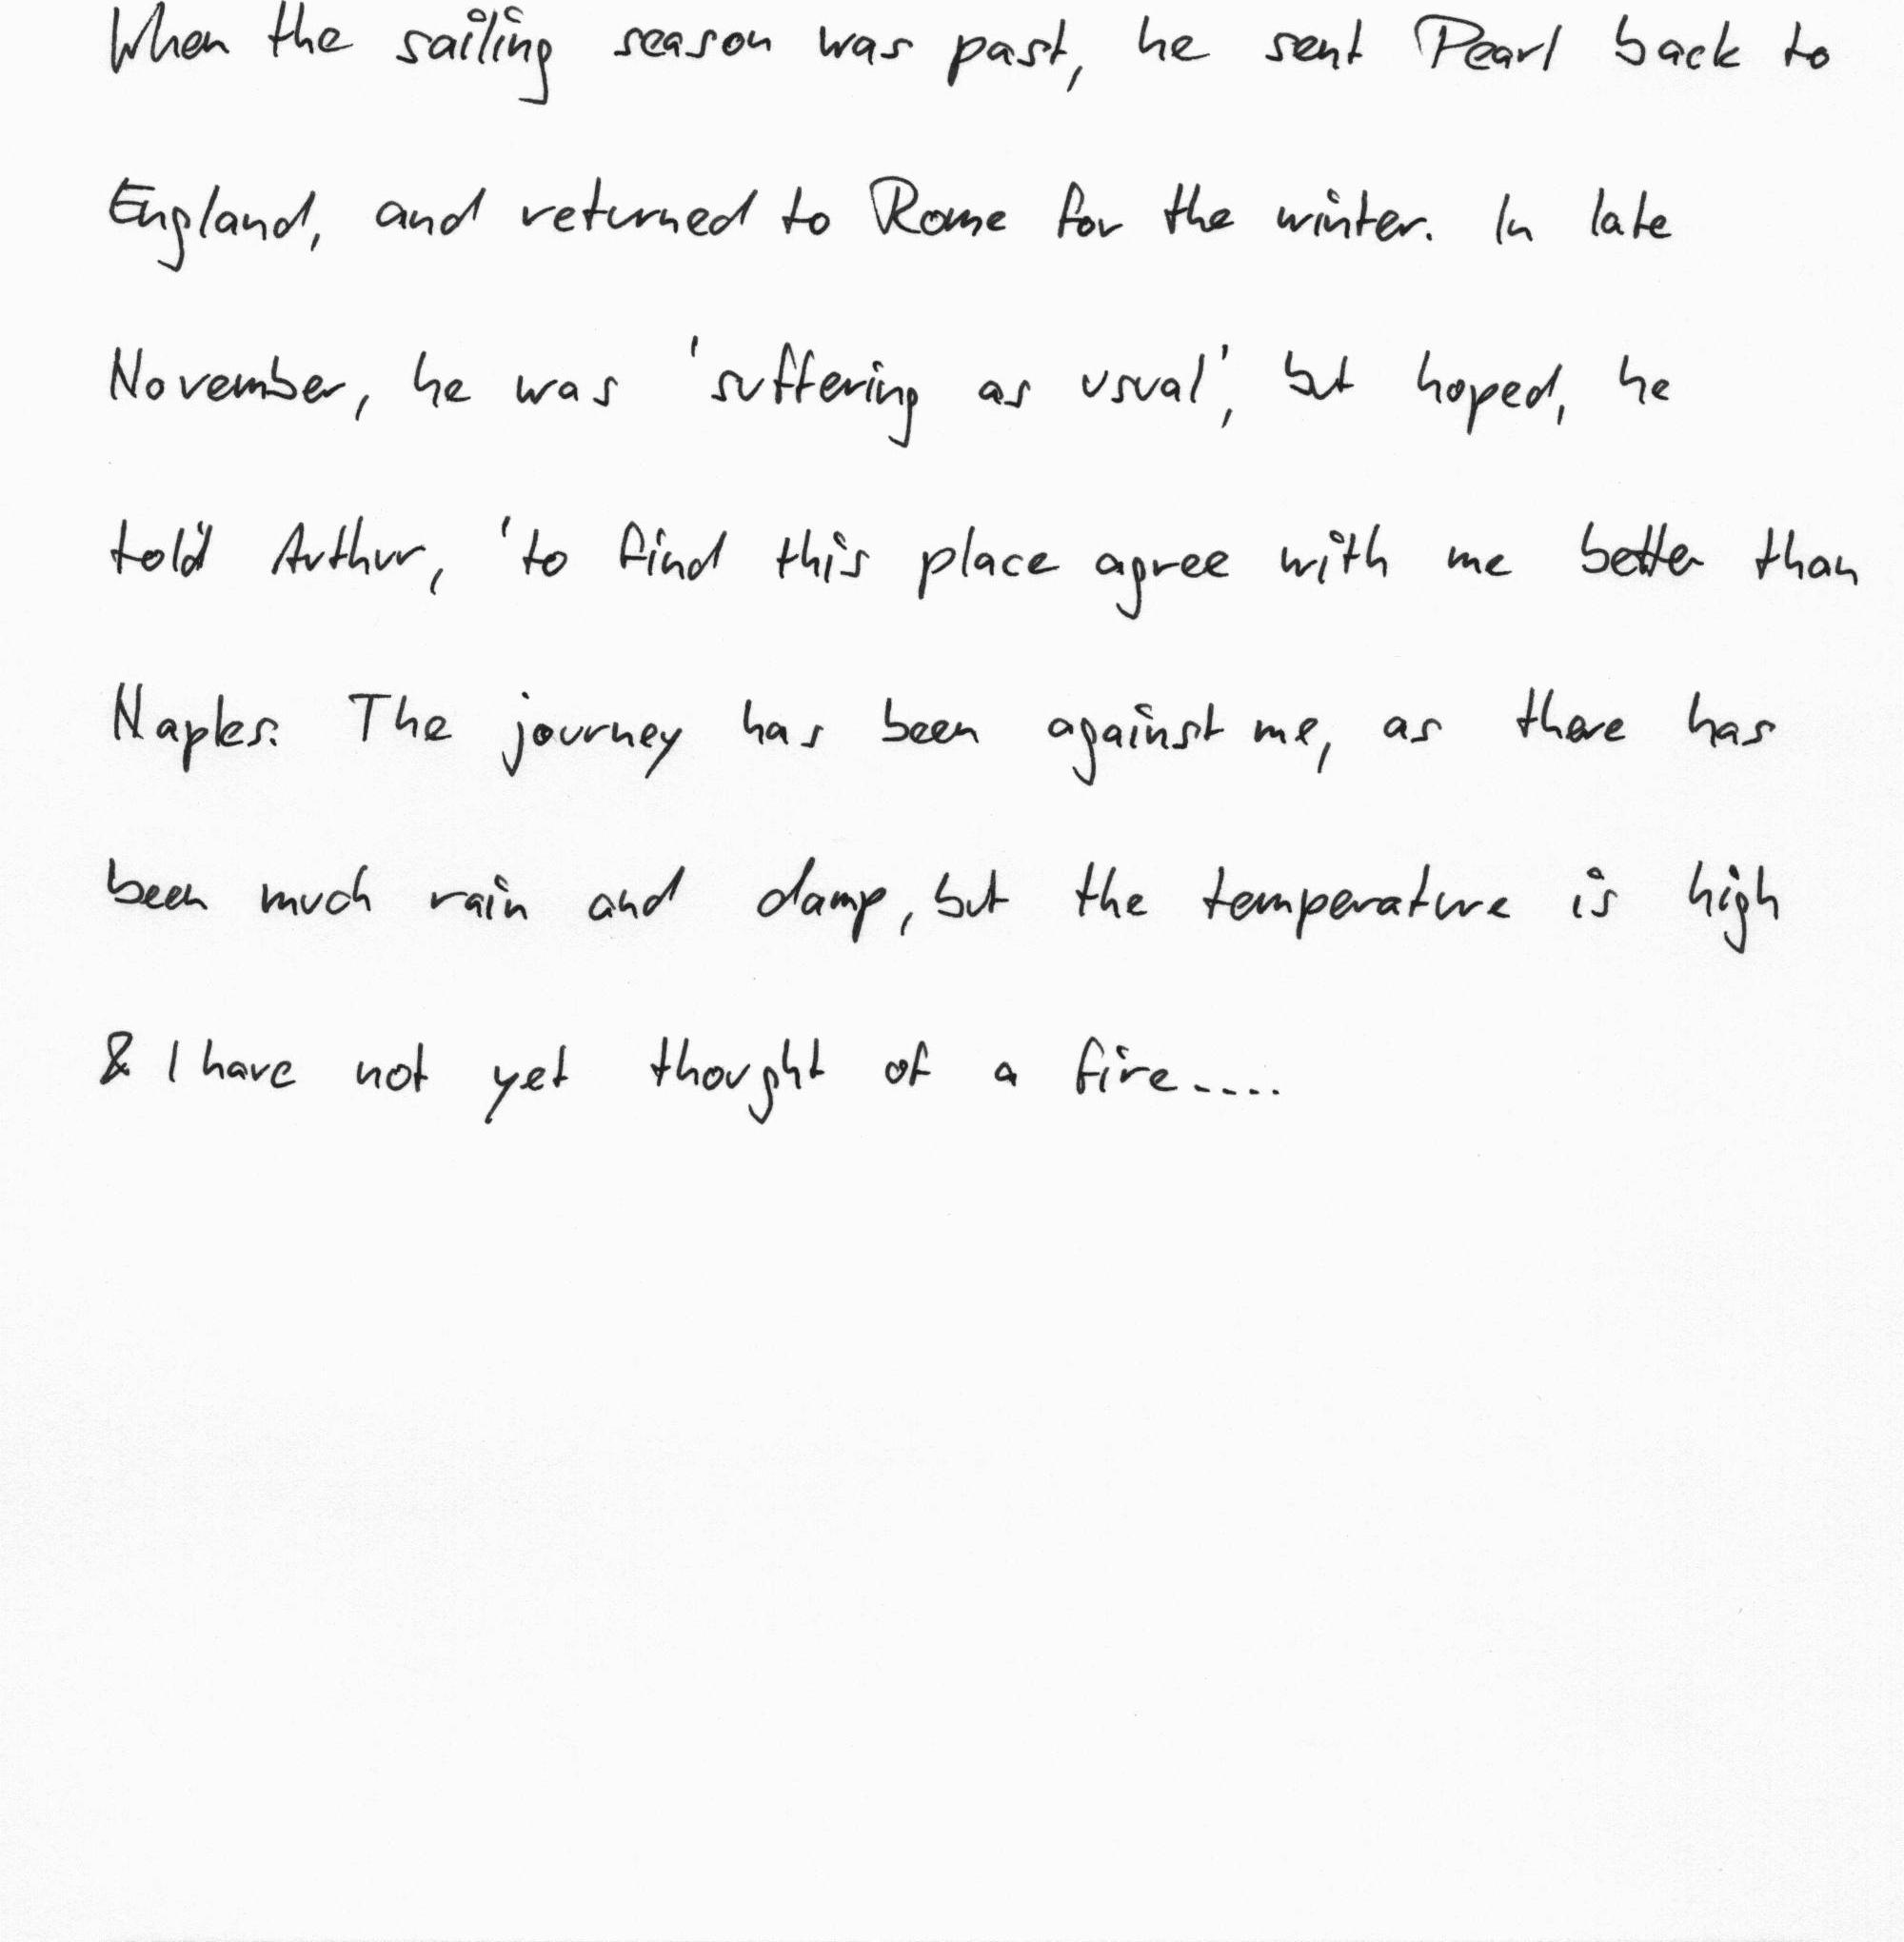 When the sailing season was past, he sent Pearl back to
England, and returned to Rome for the winter. In late
November, he was 'suffering as usual', but hoped, he
told Arthur, 'to find this place agree with me better than
Naples. The journey has been against me, as there has
been much rain and damp, but the temperature is high
& I have not yet thought of a fire....